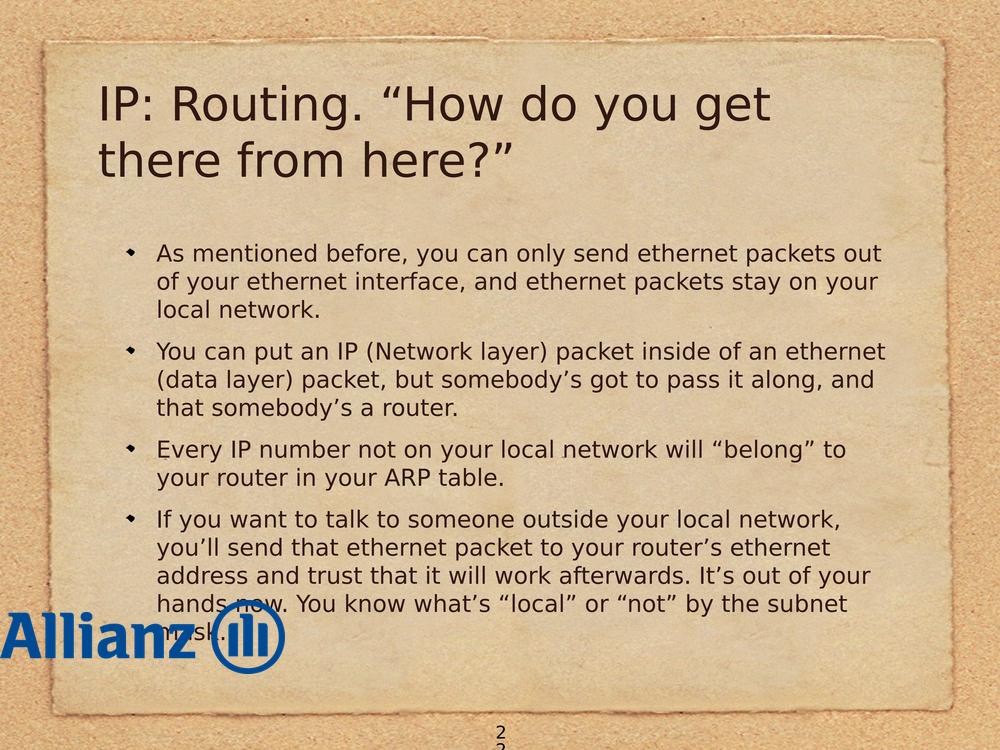 IP: Routing. “How do you get
there from here?”
As mentioned before, you can only send ethernet packets out
of your ethernet interface, and ethernet packets stay on your
local network.
You can put an IP (Network layer) packet inside of an ethernet
(data layer) packet, but somebody’s got to pass it along, and
that somebody’s a router.
Every IP number not on your local network will “belong” to
your router in your ARP table.
If you want to talk to someone outside your local network,
you’ll send that ethernet packet to your router’s ethernet
address and trust that it will work afterwards. It’s out of your
hands now. You know what’s “local” or “not” by the subnet
mask.
Allianz
2
2